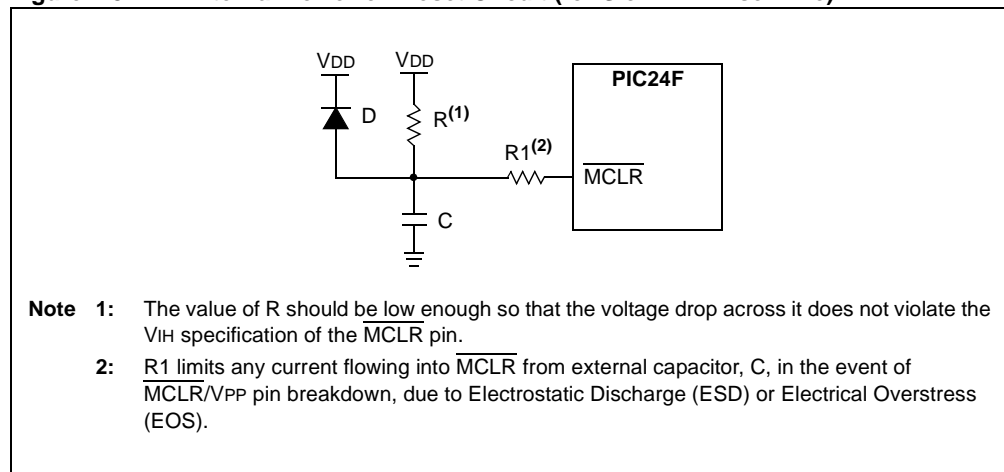 VDD VDD
PIC24F
D R(1)
R1(2)
MCLR
C
Note 1: The value of R should be low enough so that the voltage drop across it does not violate the
VIH specification of the MCLR pin.
2: R1 limits any current flowing into MCLR from external capacitor, C, in the event of
MCLR/VPP pin breakdown, due to Electrostatic Discharge (ESD) or Electrical Overstress
(EOS).